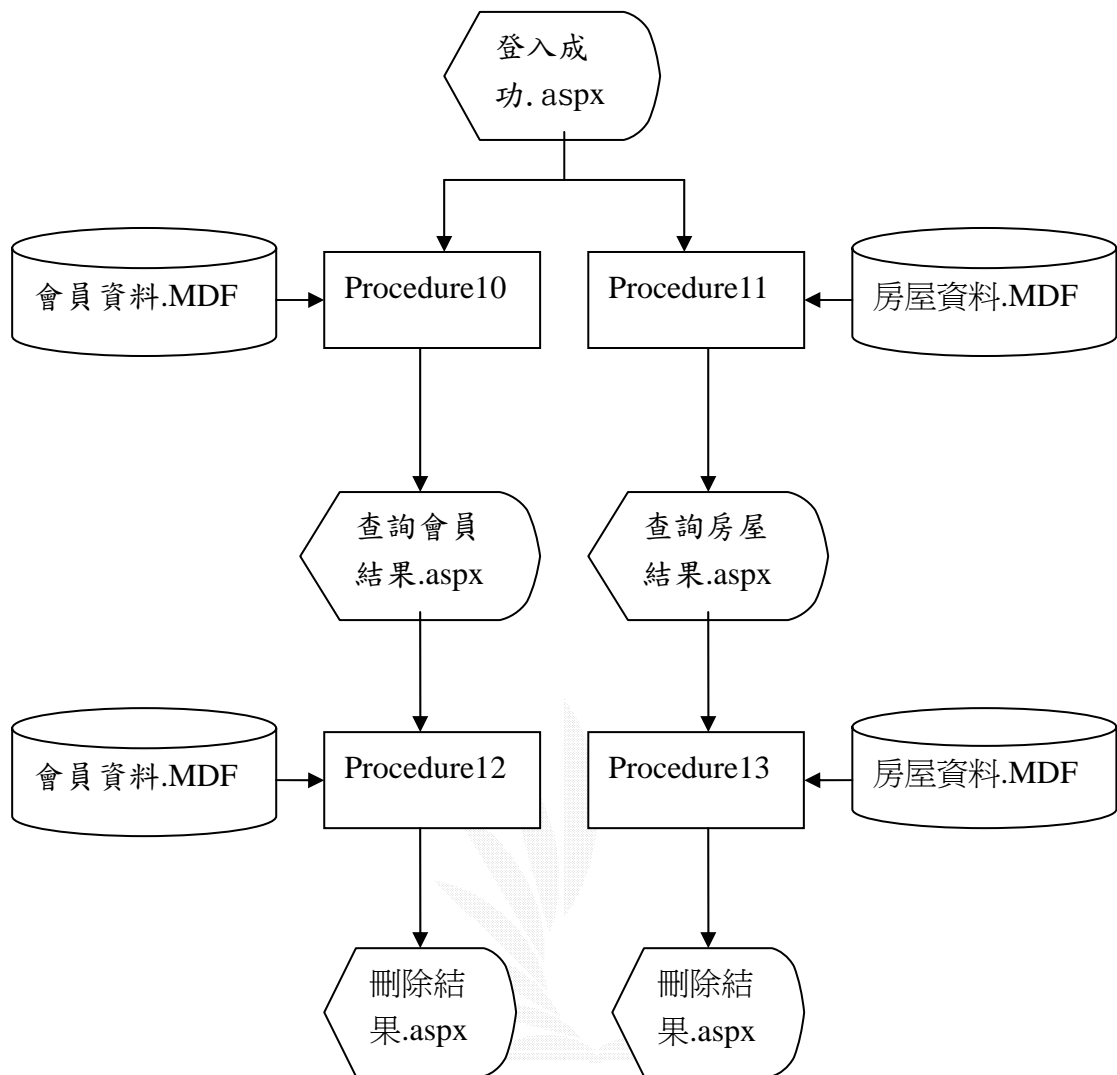 登入成
功. aspx
會員資料.MDF
Procedure10
Procedure11
房屋資料.MDF
查詢會員
結果.aspx
查詢房屋
結果.aspx
會員資料.MDF
Procedure12
Procedure13
房屋資料.MDF
刪除結
果.aspx
刪除結
果.aspx